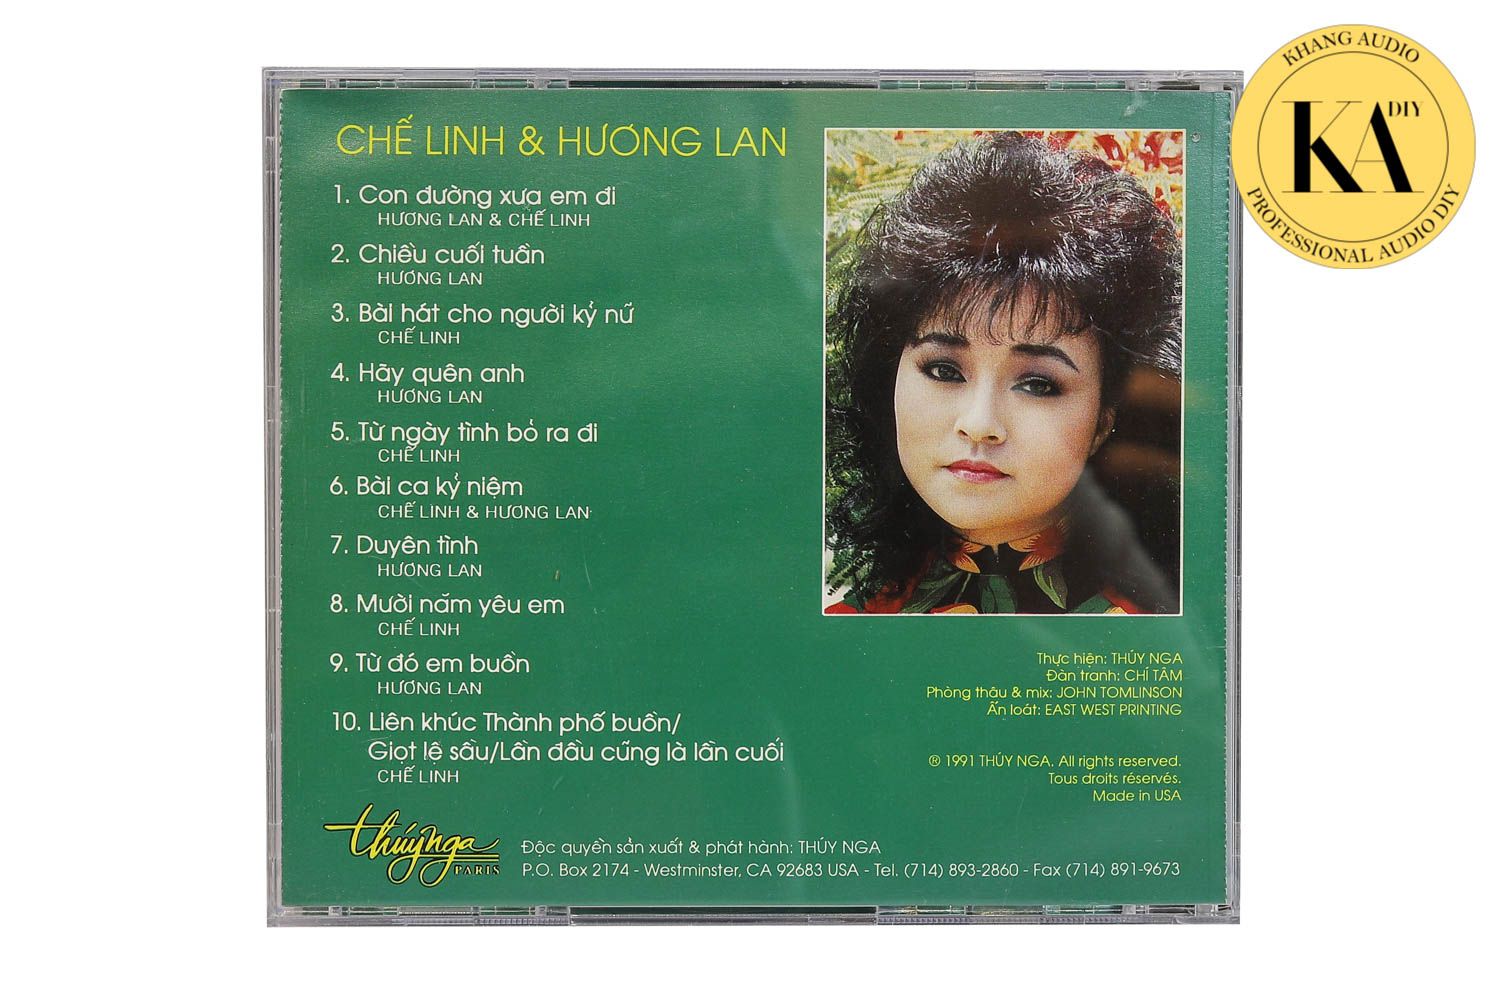 CHẾ LINH & HƯƠNG LAN
1. Con đường xưa em đi
HƯƠNG LAN & CHẾ LINH
2. Chiều cuối tuần
HƯƠNG LAN
3. Bài hát cho người kỷ nữ
CHẾ LINH
4. Hãy quên anh
HƯƠNG LAN
5. Từ ngày tình bỏ ra đi
CHẾ LINH
6. Bài ca kỷ niệm
CHẾ LINH & HƯƠNG LAN
7. Duyên tình
HƯƠNG LAN
8. Mười năm yêu em
CHẾ LINH
9. Từ đó em buồn
HƯƠNG LAN
10. Liên khúc Thành phố buồn/
Giọt lệ sầu/Lần đầu cũng là lần cuối
CHẾ LINH
Thực hiện: THÚY NGA
Đàn tranh: CHÍ TÂM
Phòng thâu & mix: JOHN TOMLINSON
Ấn loát: EAST WEST PRINTING
℗ 1991 THÚY NGA. All rights reserved.
Tous droits réservés.
Made in USA
thúy nga
PARIS
Độc quyền sản xuất & phát hành: THÚY NGA
P.O. Box 2174 - Westminster, CA 92683 USA - Tel. (714) 893-2860 - Fax (714) 891-9673
KHANG AUDIO
KA DIY
PROFESSIONAL AUDIO DIY